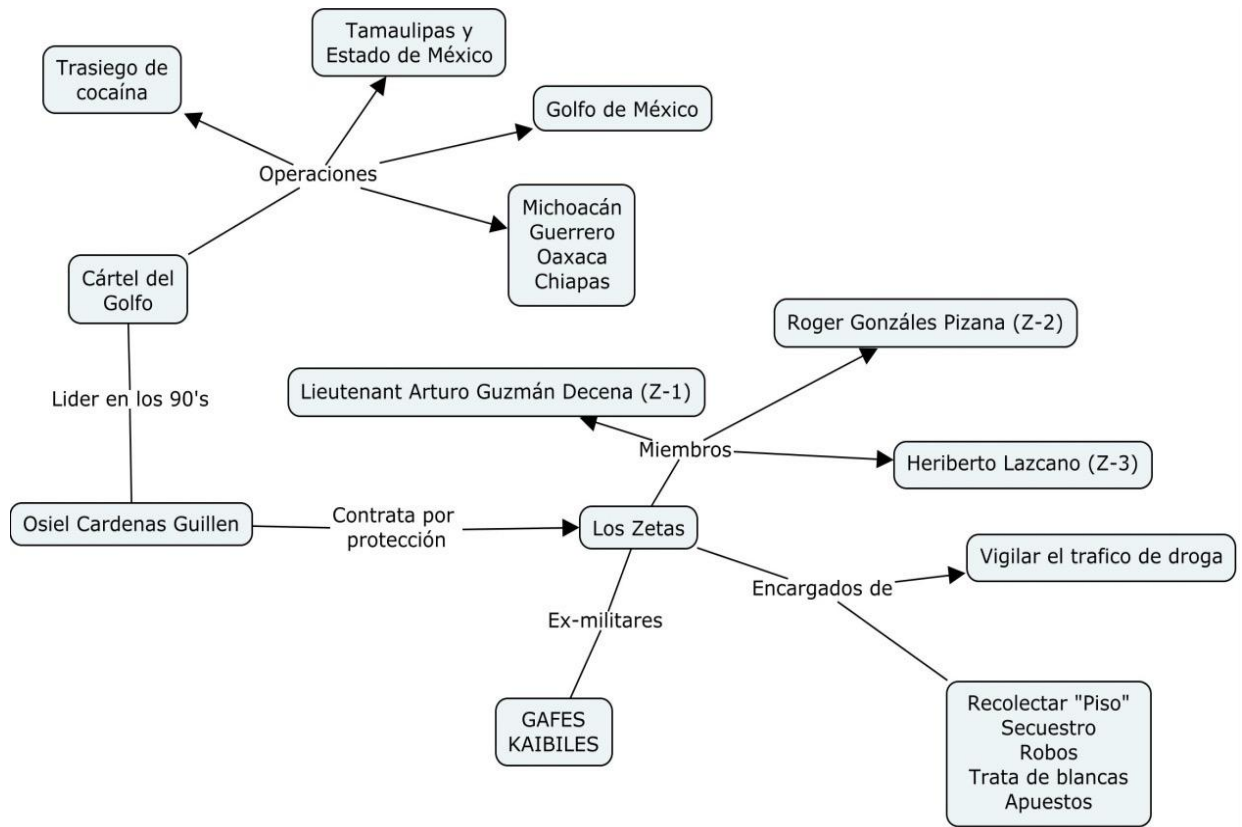 Tamaulipas y
Estado de México
Trasiego de
cocaína
Golfo de México
Operaciones
Michoacán
Guerrero
Oaxaca
Chiapas
Cártel del
Golfo
Roger Gonzáles Pizana (Z-2)
Lieutenant Arturo Guzmán Decena (Z-1)
Lider en los 90's
Miembros
Heriberto Lazcano (Z-3)
Osiel Cardenas Guillen
Contrata por
protección
Los Zetas
Vigilar el trafico de droga
Encargados de
Ex-militares
GAFES
KAIBILES
Recolectar "Piso"
Secuestro
Robos
Trata de blancas
Apuestos